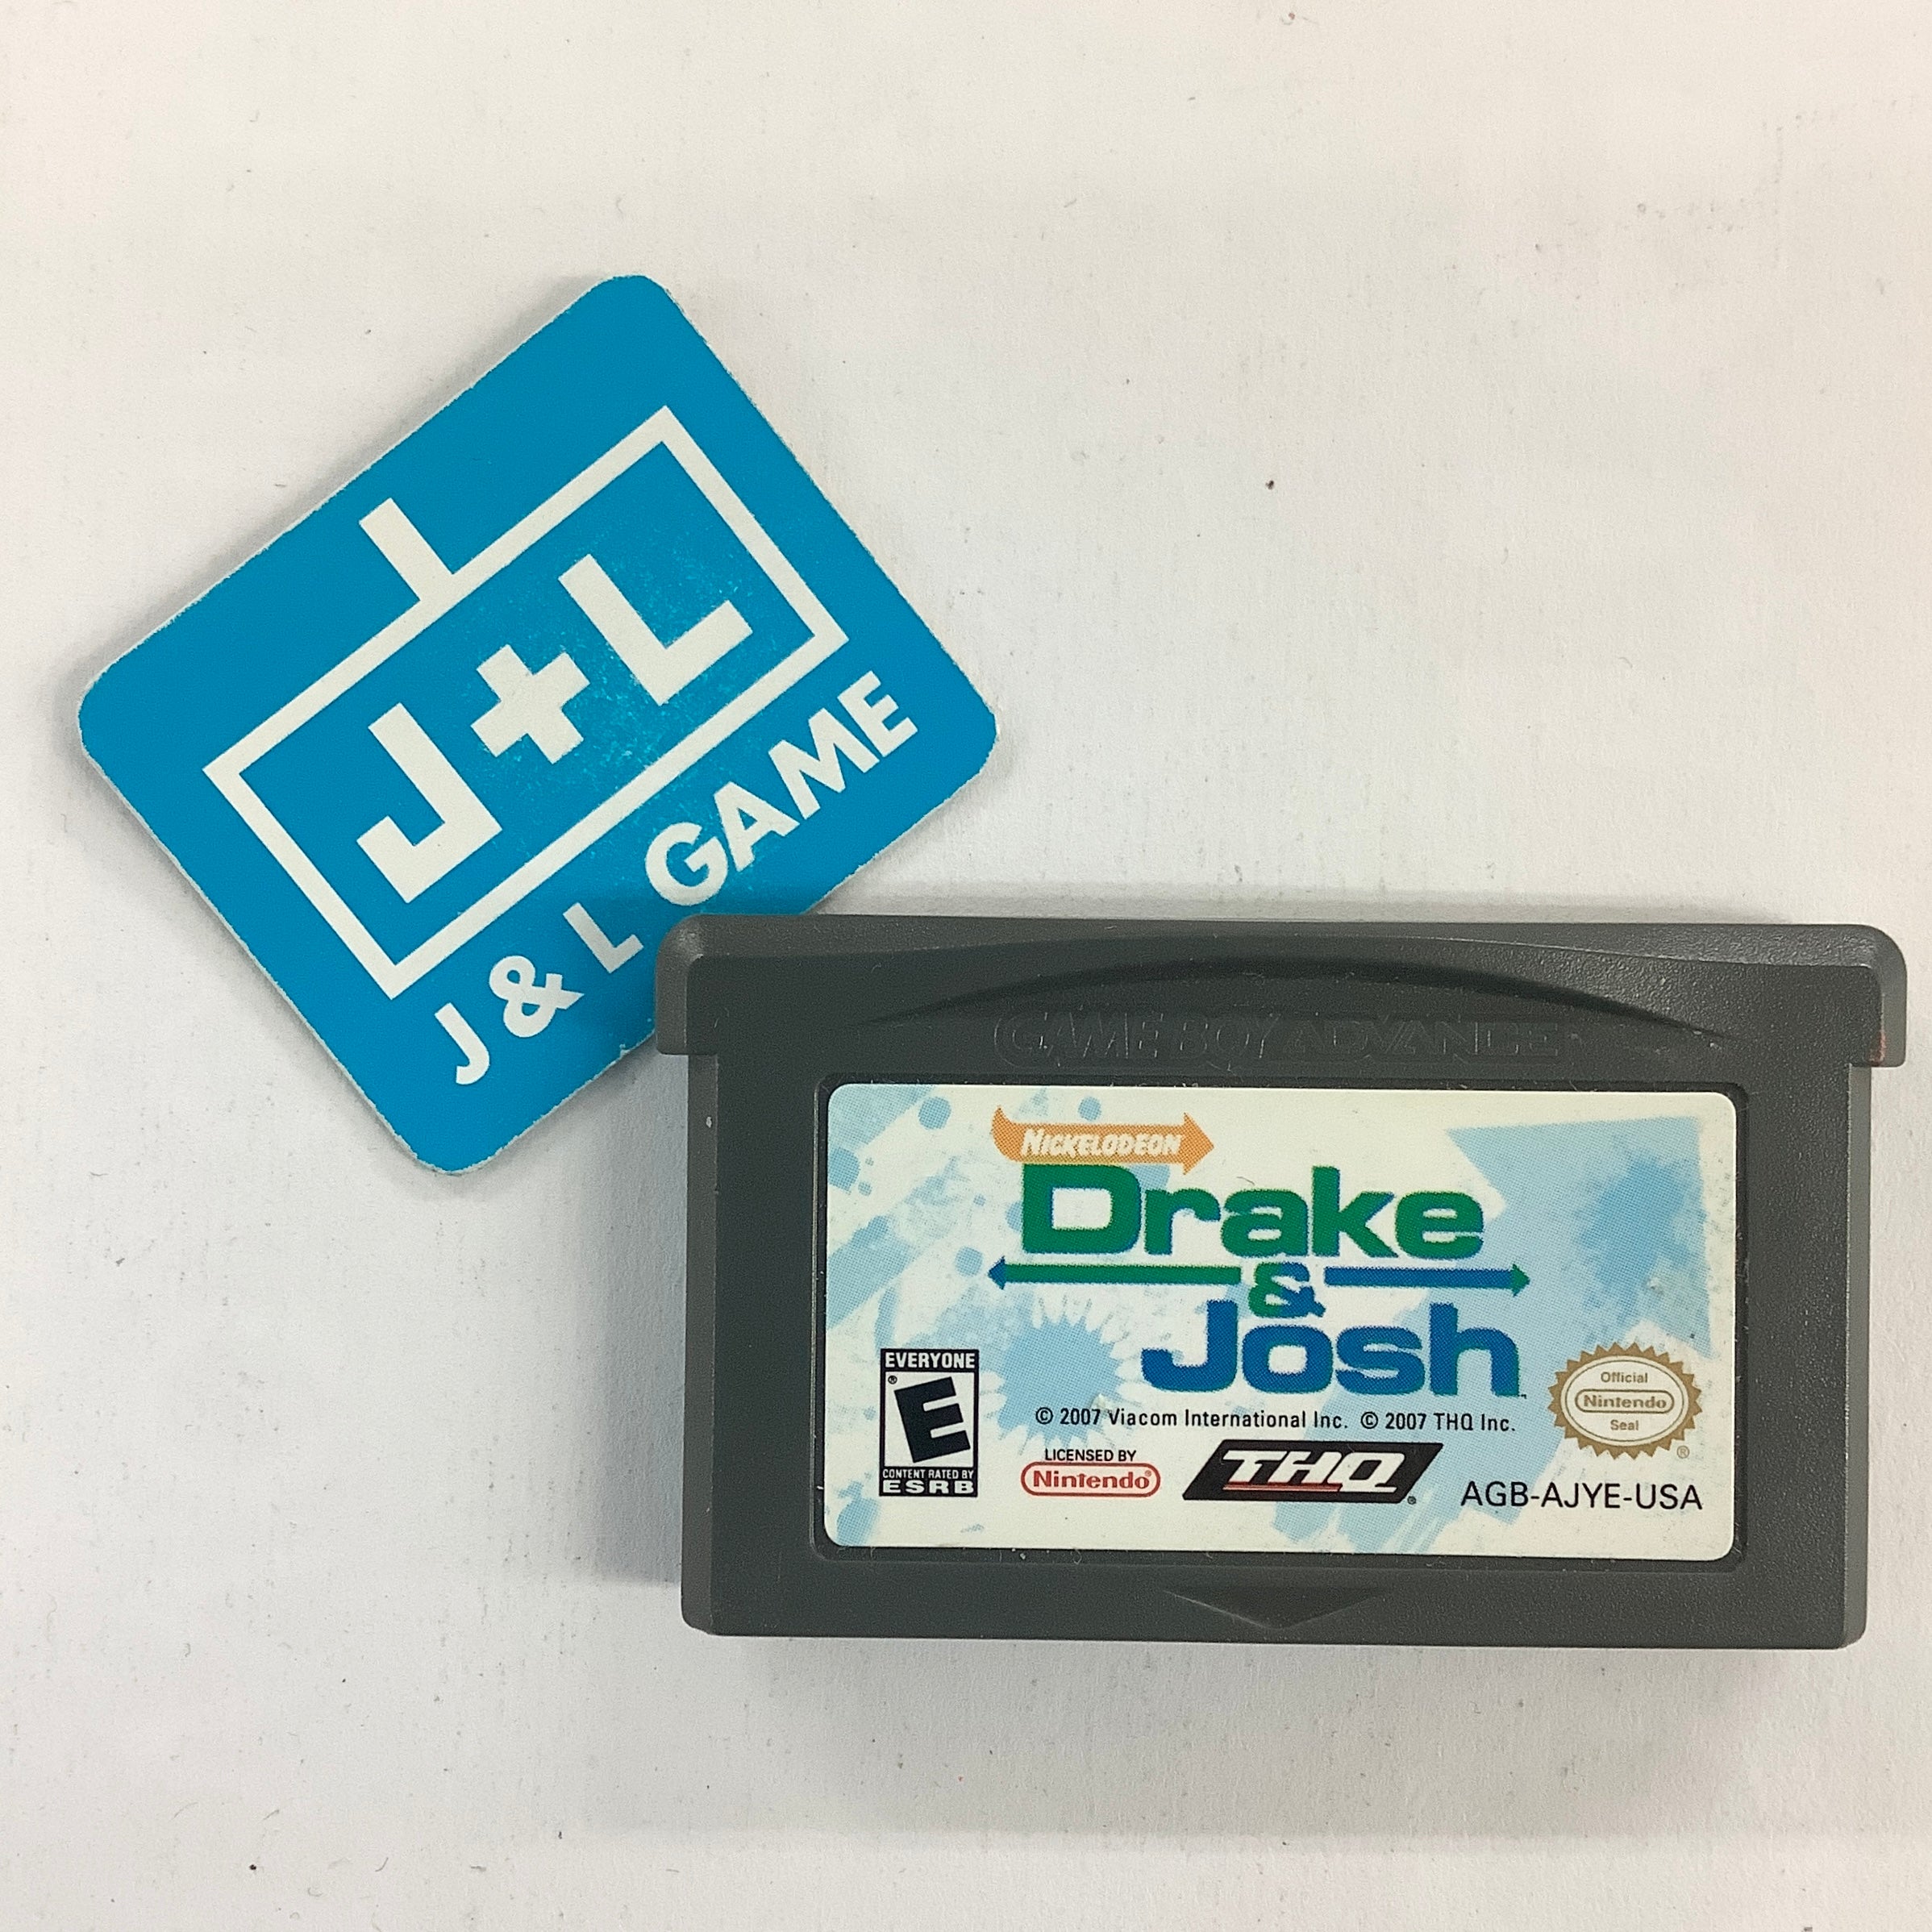 J+L
J & L GAME
GAME BOY ADVANCE
NICKELODEON
Drake
&
Josh™
EVERYONE
E
®
CONTENT RATED BY
ESRB
© 2007 Viacom International Inc. © 2007 THQ Inc.
LICENSED BY
Nintendo®
THQ®
Official
Nintendo
Seal
®
AGB-AJYE-USA